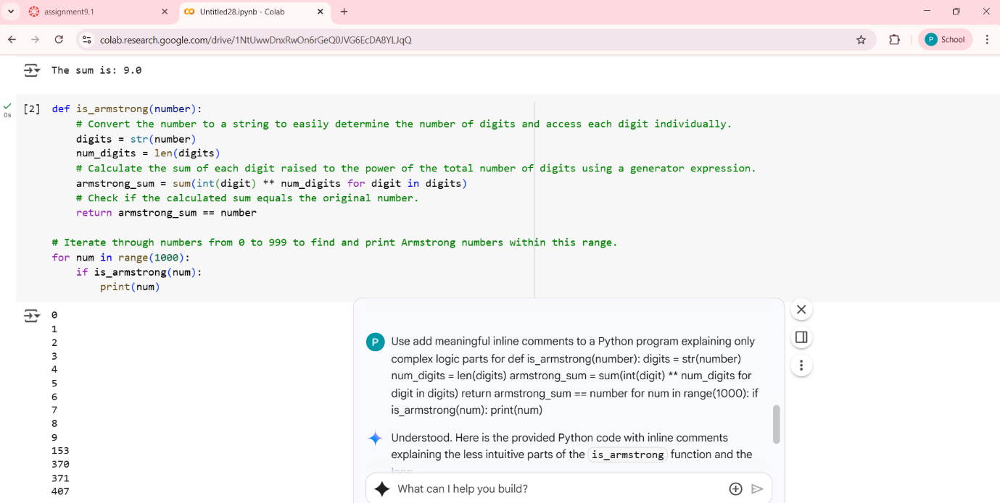 assignment9.1
Untitled28.ipynb - Colab
colab.research.google.com/drive/1NtUwwDnxRwOn6rGeQ0JVG6EcDA8YLJqQ
P School
The sum is: 9.0
0s
[2] def is_armstrong(number):
# Convert the number to a string to easily determine the number of digits and access each digit individually.
digits = str(number)
num_digits = len(digits)
# Calculate the sum of each digit raised to the power of the total number of digits using a generator expression.
armstrong_sum = sum(int(digit) ** num_digits for digit in digits)
# Check if the calculated sum equals the original number.
return armstrong_sum == number
# Iterate through numbers from 0 to 999 to find and print Armstrong numbers within this range.
for num in range(1000):
if is_armstrong(num):
print(num)
0
1
2
3
4
5
6
7
8
9
153
370
371
407
P
Use add meaningful inline comments to a Python program explaining only
complex logic parts for def is_armstrong(number): digits = str(number)
num_digits = len(digits) armstrong_sum = sum(int(digit) ** num_digits for
digit in digits) return armstrong_sum == number for num in range(1000): if
is_armstrong(num): print(num)
Understood. Here is the provided Python code with inline comments
explaining the less intuitive parts of the is_armstrong function and the
What can I help you build?